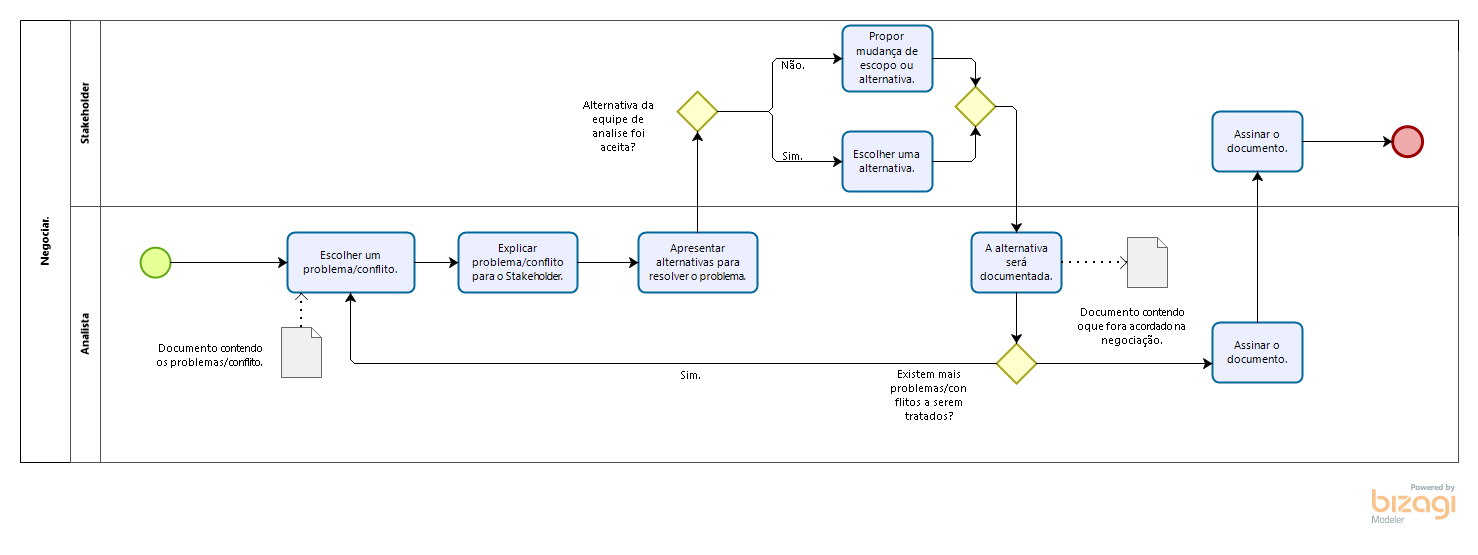 Negociar.
Stakeholder
Alternativa da
equipe de
analise foi
aceita?
Não.
Sim.
Propor
mudança de
escopo ou
alternativa.
Escolher uma
alternativa.
Assinar o
documento.
Analista
Escolher um
problema/conflito.
Explicar
problema/conflito
para o Stakeholder.
Apresentar
alternativas para
resolver o problema.
A alternativa
será
documentada.
Documento contendo
os problemas/conflito.
Documento contendo
o que fora acordado na
negociação.
Sim.
Existem mais
problemas/con
flitos a serem
tratados?
Assinar o
documento.
Powered by
bizagi
Modeler